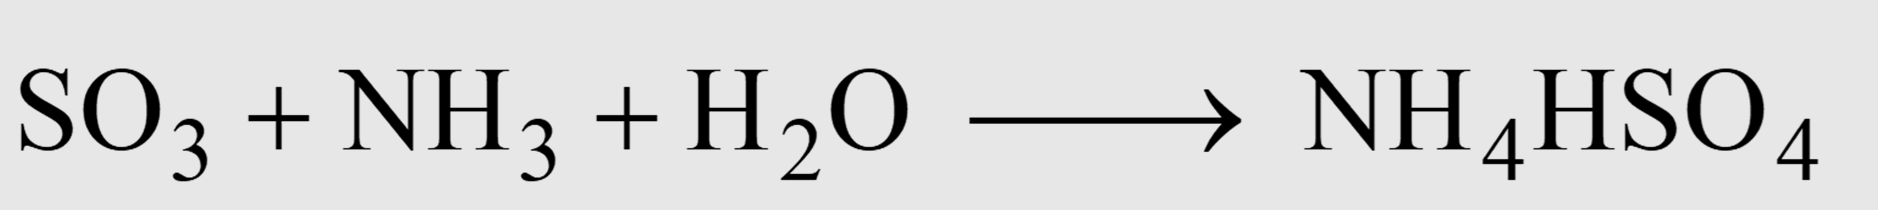 SO₃ + NH₃ + H₂O ⟶ NH₄HSO₄